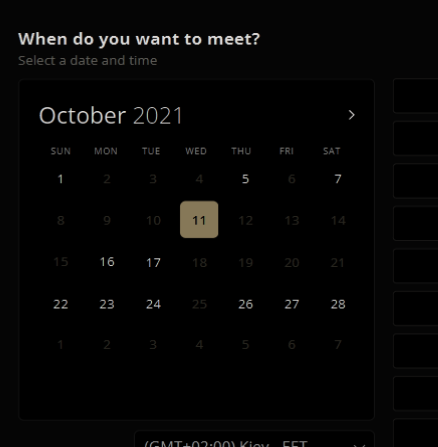 When do you want to meet?
Select a date and time
October 2021
SUN MON TUE WED THU FRI SAT
1 2 3 4 5 6 7
8 9 10 11 12 13 14
15 16 17 18 19 20 21
22 23 24 25 26 27 28
1 2 3 4 5 6 7
(GMT+02:00) Kiev - EET